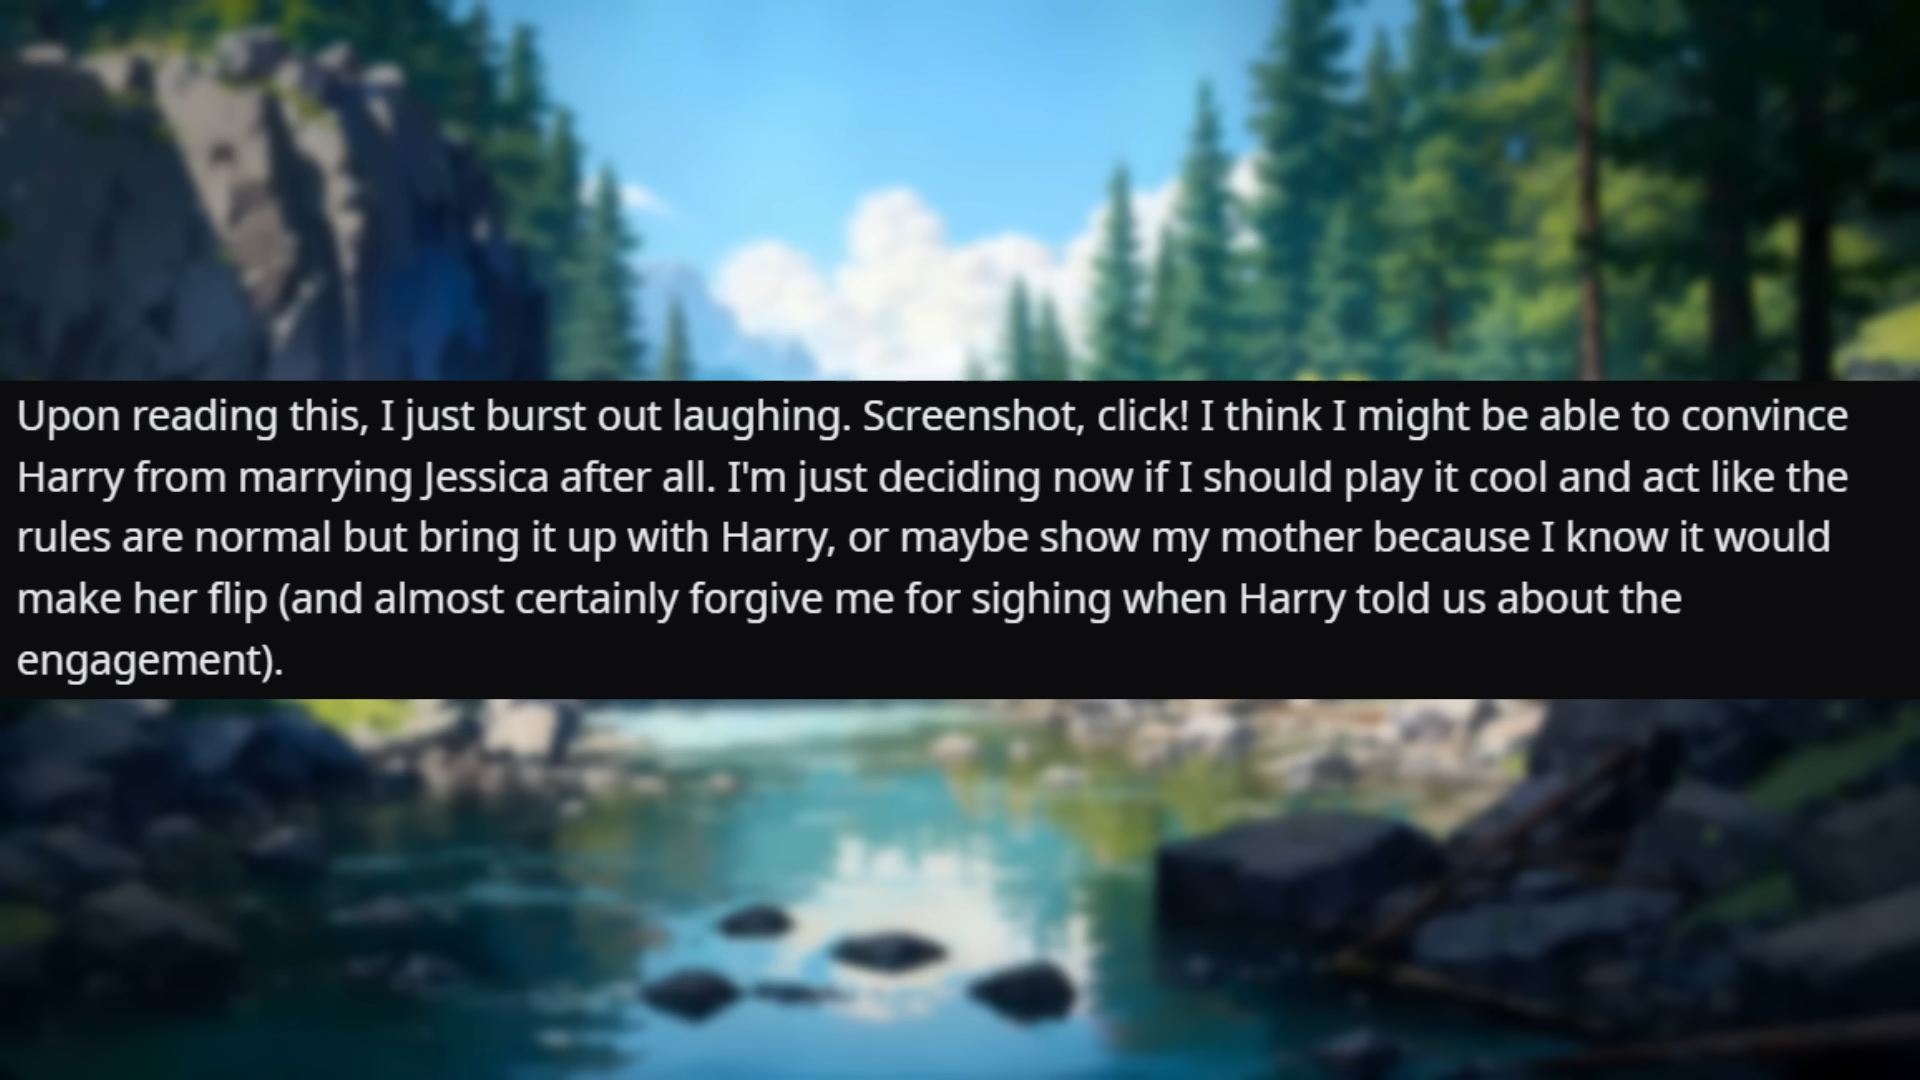 Upon reading this, I just burst out laughing. Screenshot, click! I think I might be able to convince
Harry from marrying Jessica after all. I'm just deciding now if I should play it cool and act like the
rules are normal but bring it up with Harry, or maybe show my mother because I know it would
make her flip (and almost certainly forgive me for sighing when Harry told us about the
engagement).